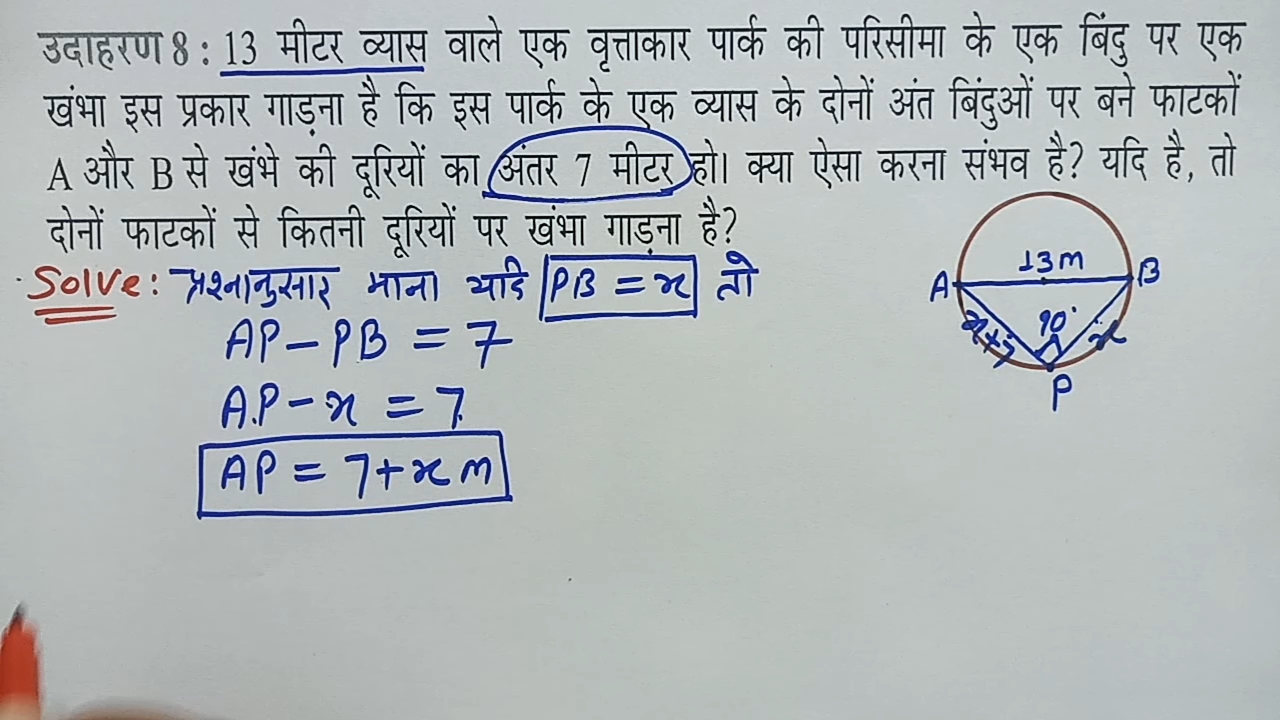 उदाहरण 8 : 13 मीटर व्यास वाले एक वृत्ताकार पार्क की परिसीमा के एक बिंदु पर एक
खंभा इस प्रकार गाड़ना है कि इस पार्क के एक व्यास के दोनों अंत बिंदुओं पर बने फाटकों
A और B से खंभे की दूरियों का अंतर 7 मीटर हो। क्या ऐसा करना संभव है? यदि है, तो
दोनों फाटकों से कितनी दूरियों पर खंभा गाड़ना है?
Solve: प्रश्नानुसार माना यदि PB = x तो
AP - PB = 7
AP - x = 7
AP = 7 + x m
13m
A B
x+7 90° x
P